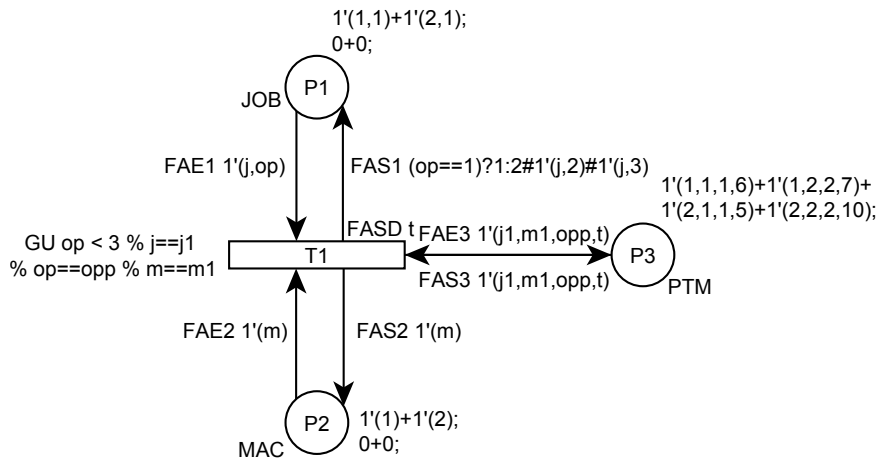 1'(1,1)+1'(2,1);
0+0;
P1
JOB
FAE1 1'(j,op)
FAS1 (op==1)?1:2#1'(j,2)#1'(j,3)
1'(1,1,1,6)+1'(1,2,2,7)+
1'(2,1,1,5)+1'(2,2,2,10);
GU op < 3 % j==j1
% op==opp % m==m1
FASD t
FAE3 1'(j1,m1,opp,t)
T1
P3
FAS3 1'(j1,m1,opp,t)
PTM
FAE2 1'(m)
FAS2 1'(m)
P2
MAC
1'(1)+1'(2);
0+0;